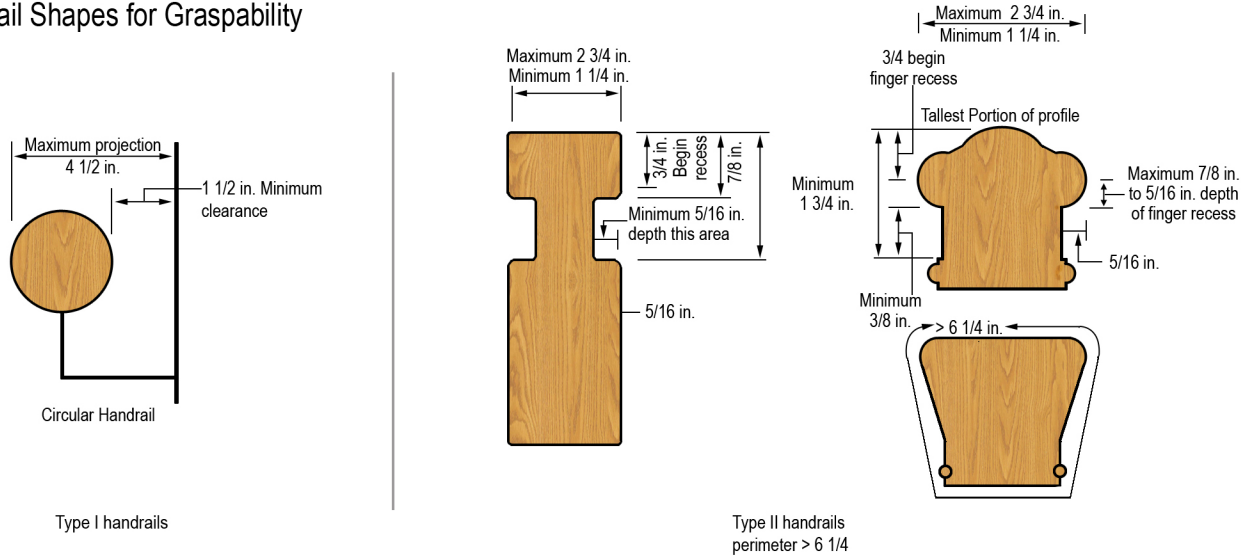 ail Shapes for Graspability
Maximum projection
4 1/2 in.
1 1/2 in. Minimum
clearance
Circular Handrail
Type I handrails
Maximum 2 3/4 in.
Minimum 1 1/4 in.
3/4 in.
Begin
recess
7/8 in.
Minimum 5/16 in.
depth this area
5/16 in.
Maximum 2 3/4 in.
Minimum 1 1/4 in.
3/4 begin
finger recess
Tallest Portion of profile
Minimum
1 3/4 in.
Maximum 7/8 in.
to 5/16 in. depth
of finger recess
5/16 in.
Minimum
3/8 in.
> 6 1/4 in.
Type II handrails
perimeter > 6 1/4